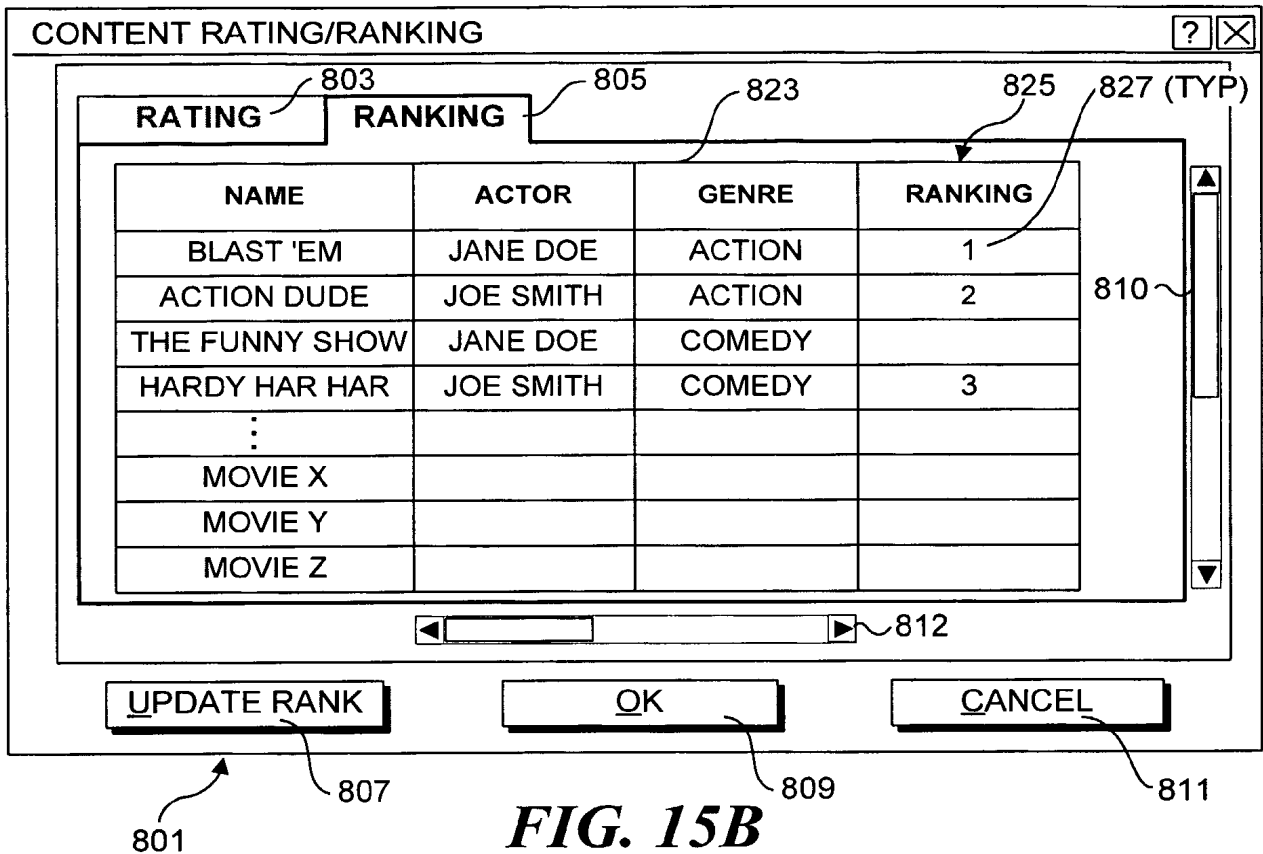 CONTENT RATING/RANKING ?
803 805 823 825 827 (TYP)
RATING RANKING
NAME ACTOR GENRE RANKING
BLAST 'EM JANE DOE ACTION 1
ACTION DUDE JOE SMITH ACTION 2 810
THE FUNNY SHOW JANE DOE COMEDY
HARDY HAR HAR JOE SMITH COMEDY 3
⋮
MOVIE X
MOVIE Y
MOVIE Z
812
UPDATE RANK OK CANCEL
801 807 809 811
FIG. 15B